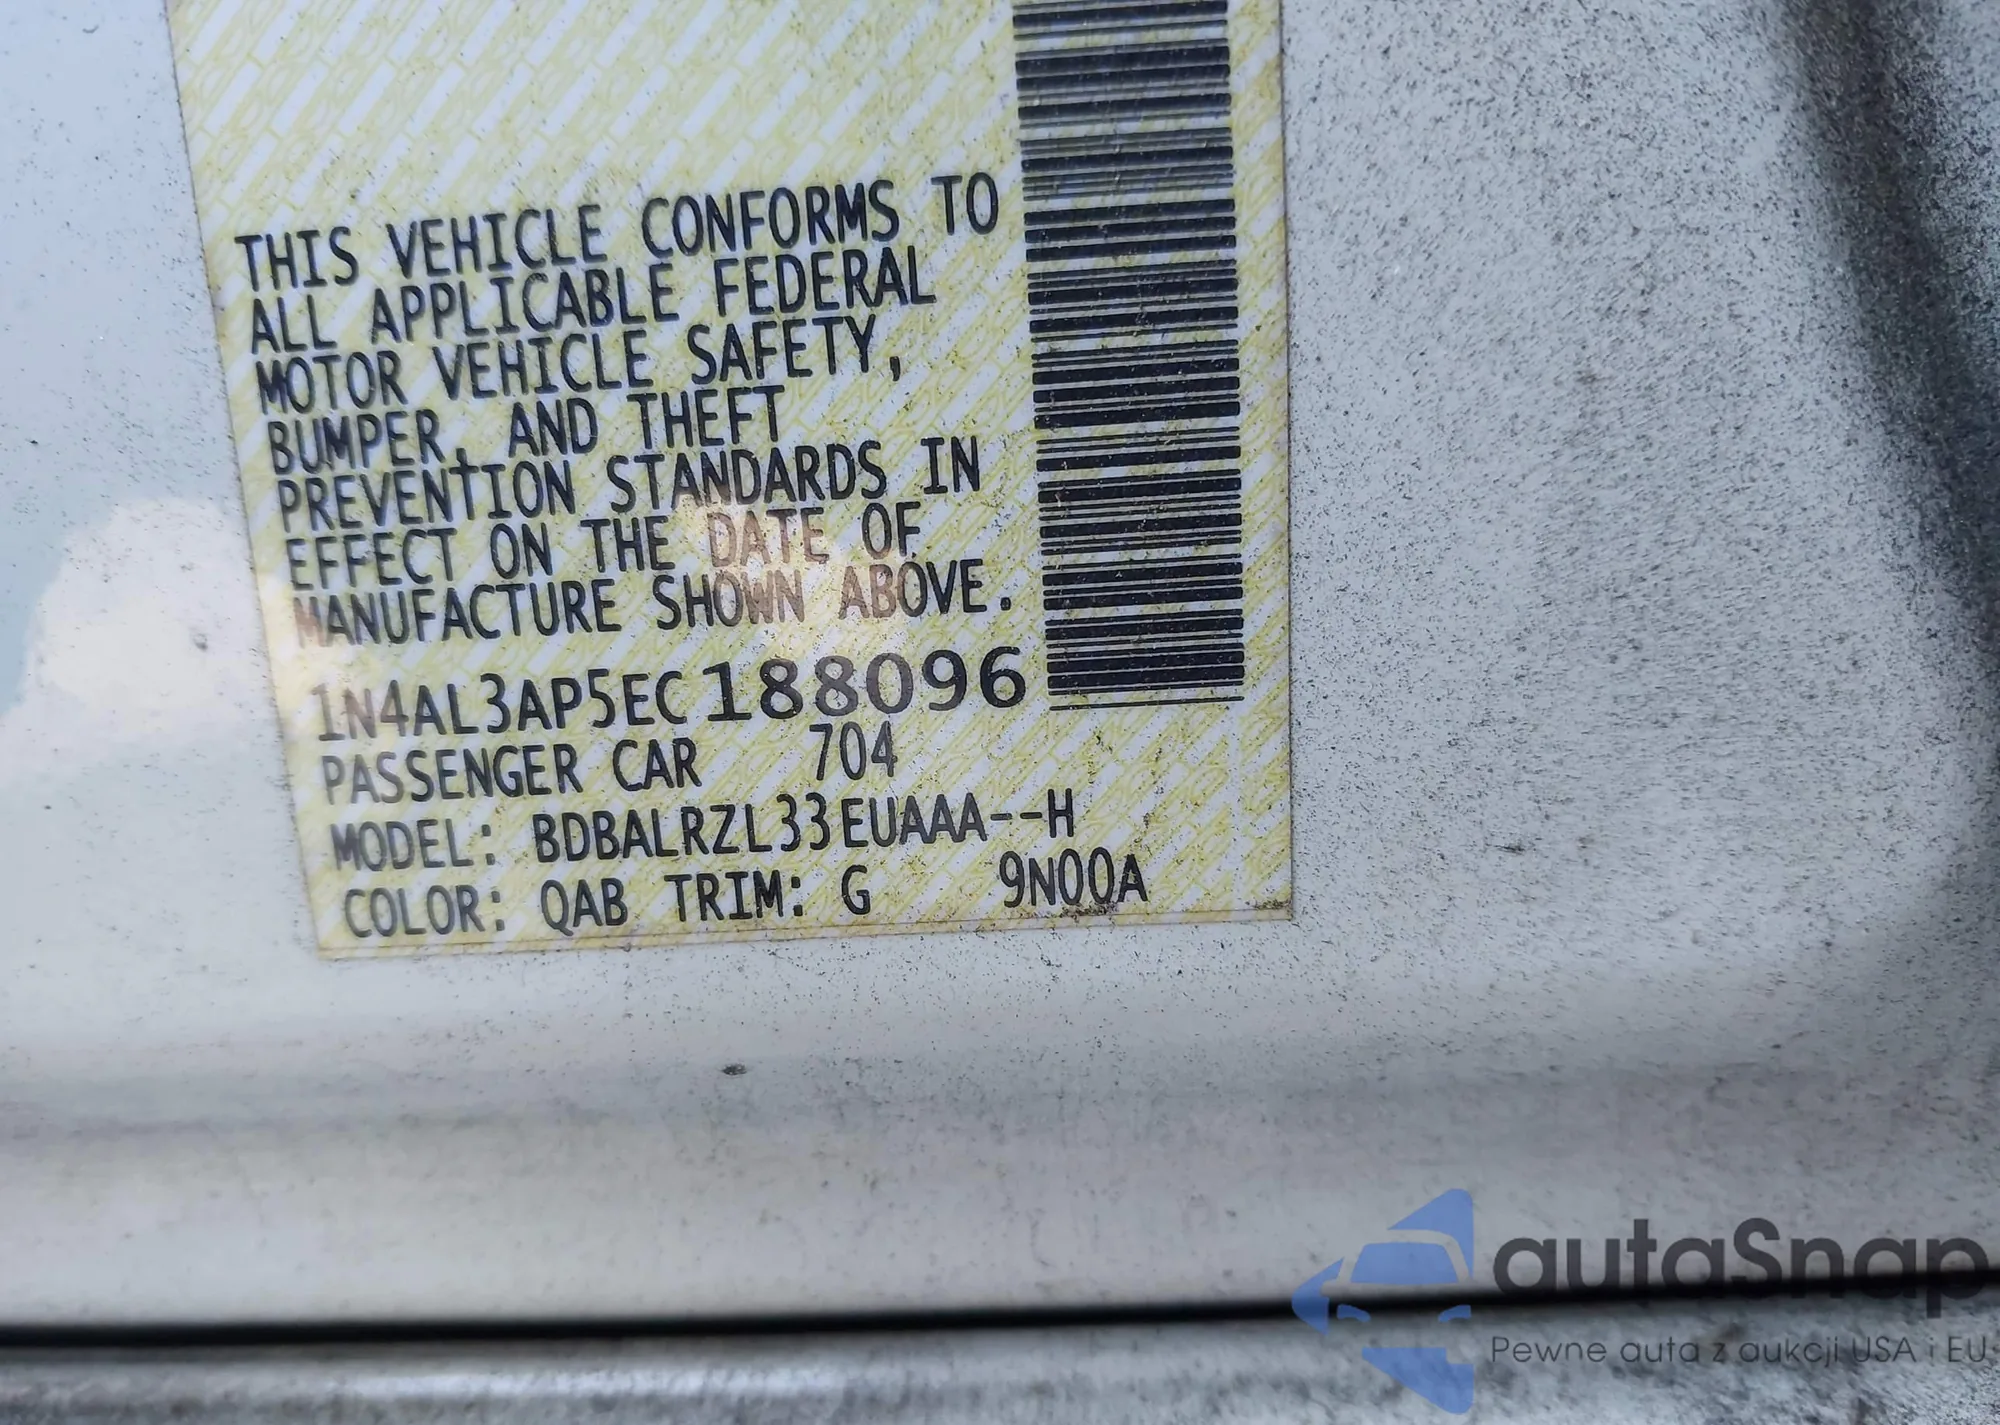 THIS VEHICLE CONFORMS TO
ALL APPLICABLE FEDERAL
MOTOR VEHICLE SAFETY,
BUMPER, AND THEFT
PREVENTION STANDARDS IN
EFFECT ON THE DATE OF
MANUFACTURE SHOWN ABOVE.
1N4AL3AP5EC188096
PASSENGER CAR 704
MODEL: BDBALRZL33EUAAA--H
COLOR: QAB TRIM: G 9N00A
autaSnap
Pewne auta z aukcji USA i EU